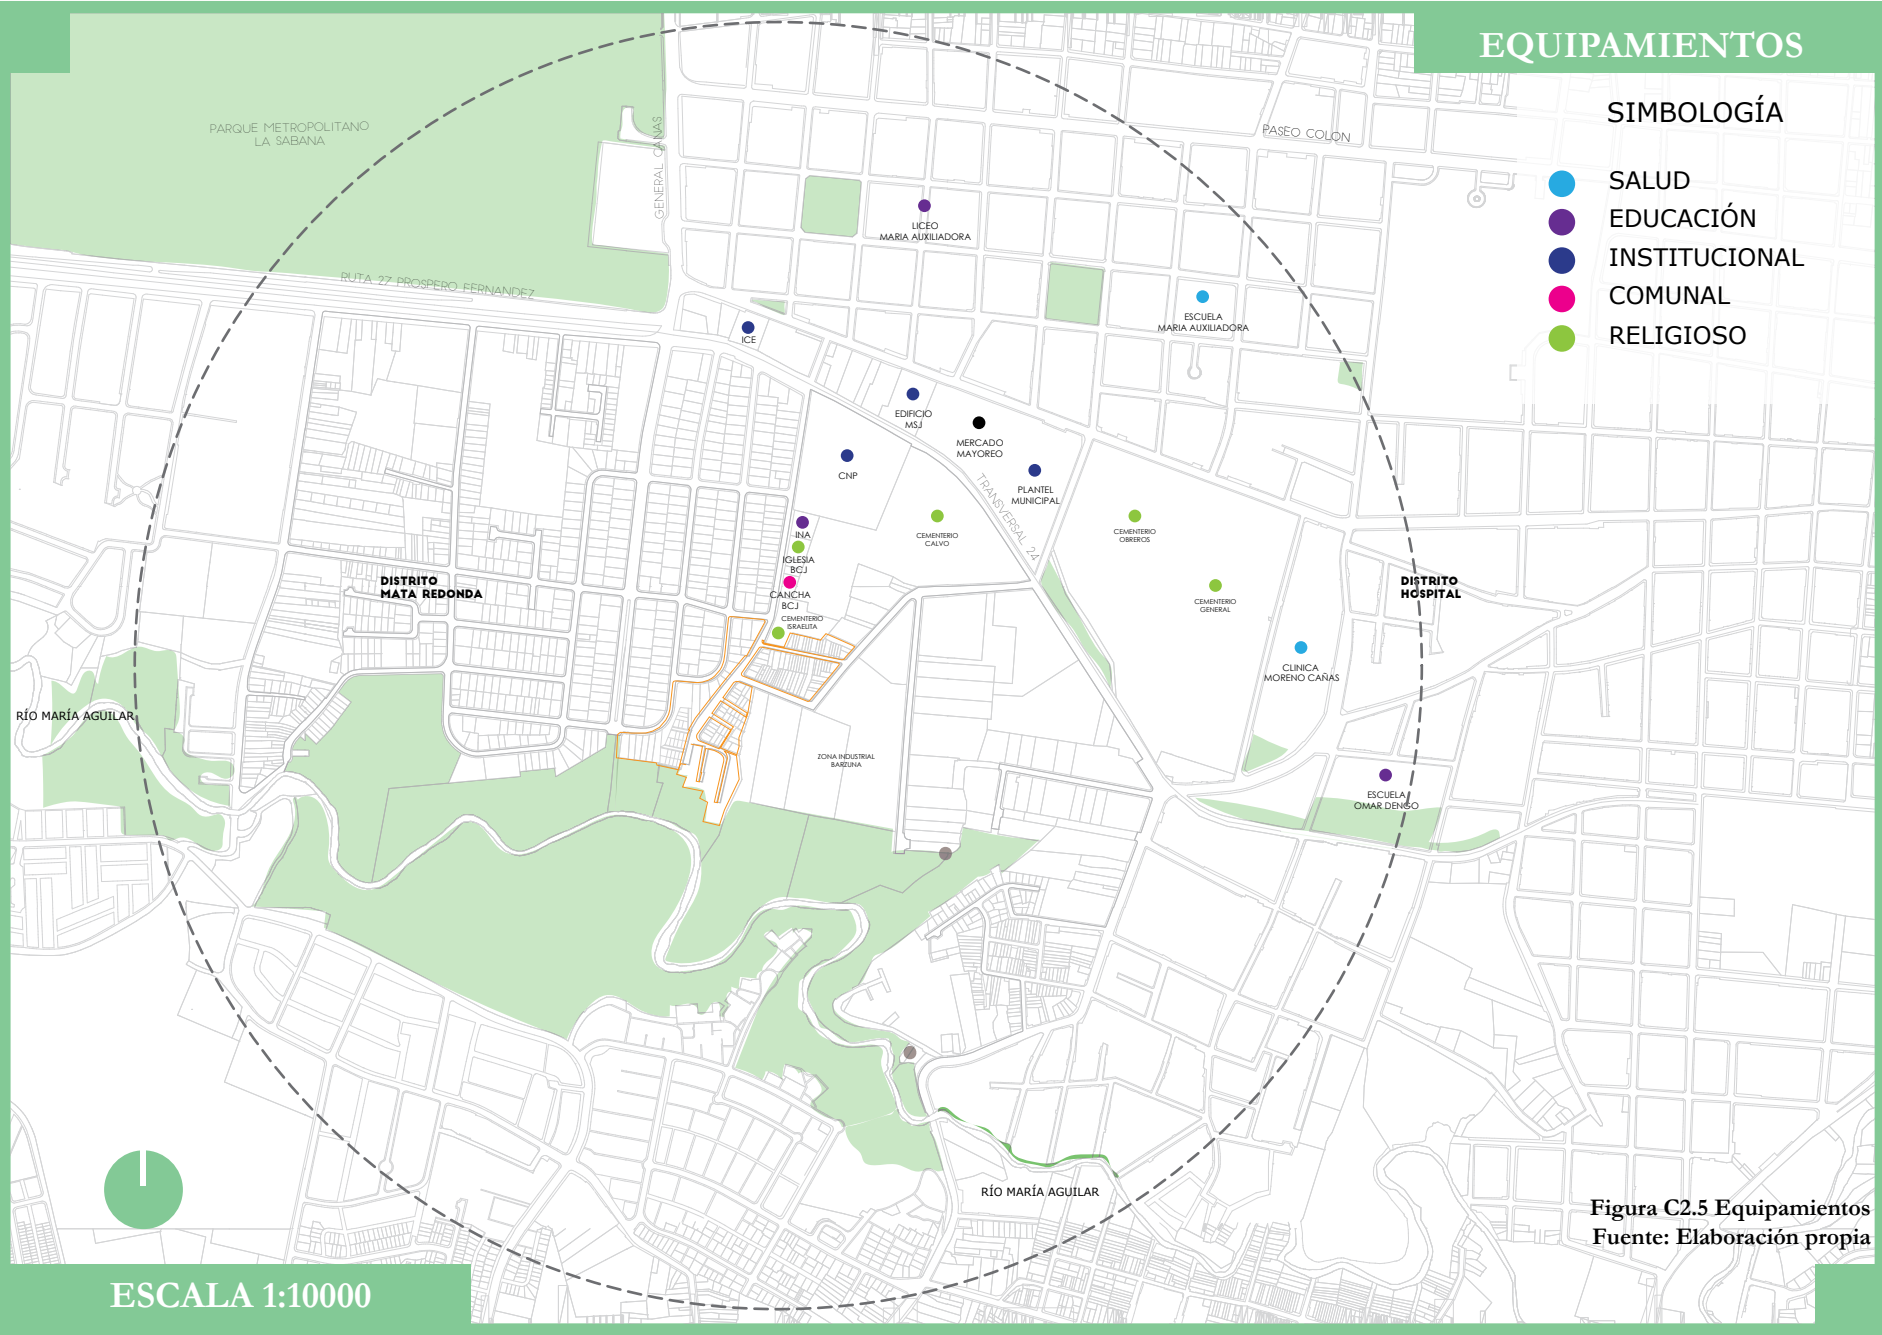 EQUIPAMIENTOS
SIMBOLOGÍA
SALUD
EDUCACIÓN
INSTITUCIONAL
COMUNAL
RELIGIOSO
PARQUE METROPOLITANO
LA SABANA
GENERAL CAÑAS
PASEO COLON
LICEO
MARIA AUXILIADORA
RUTA 27 PROSPERO FERNANDEZ
ESCUELA
MARIA AUXILIADORA
ICE
EDIFICIO
MSJ
MERCADO
MAYOREO
CNP
PLANTEL
MUNICIPAL
TRANSVERSAL 24
CEMENTERIO
CALVO
CEMENTERIO
OBREROS
INA
IGLESIA
BCJ
CANCHA
BCJ
CEMENTERIO
ISRAELITA
DISTRITO
MATA REDONDA
DISTRITO
HOSPITAL
CEMENTERIO
GENERAL
CLINICA
MORENO CAÑAS
RÍO MARÍA AGUILAR
ZONA INDUSTRIAL
BARZUNA
ESCUELA
OMAR DENGO
RÍO MARÍA AGUILAR
Figura C2.5 Equipamientos
Fuente: Elaboración propia
ESCALA 1:10000